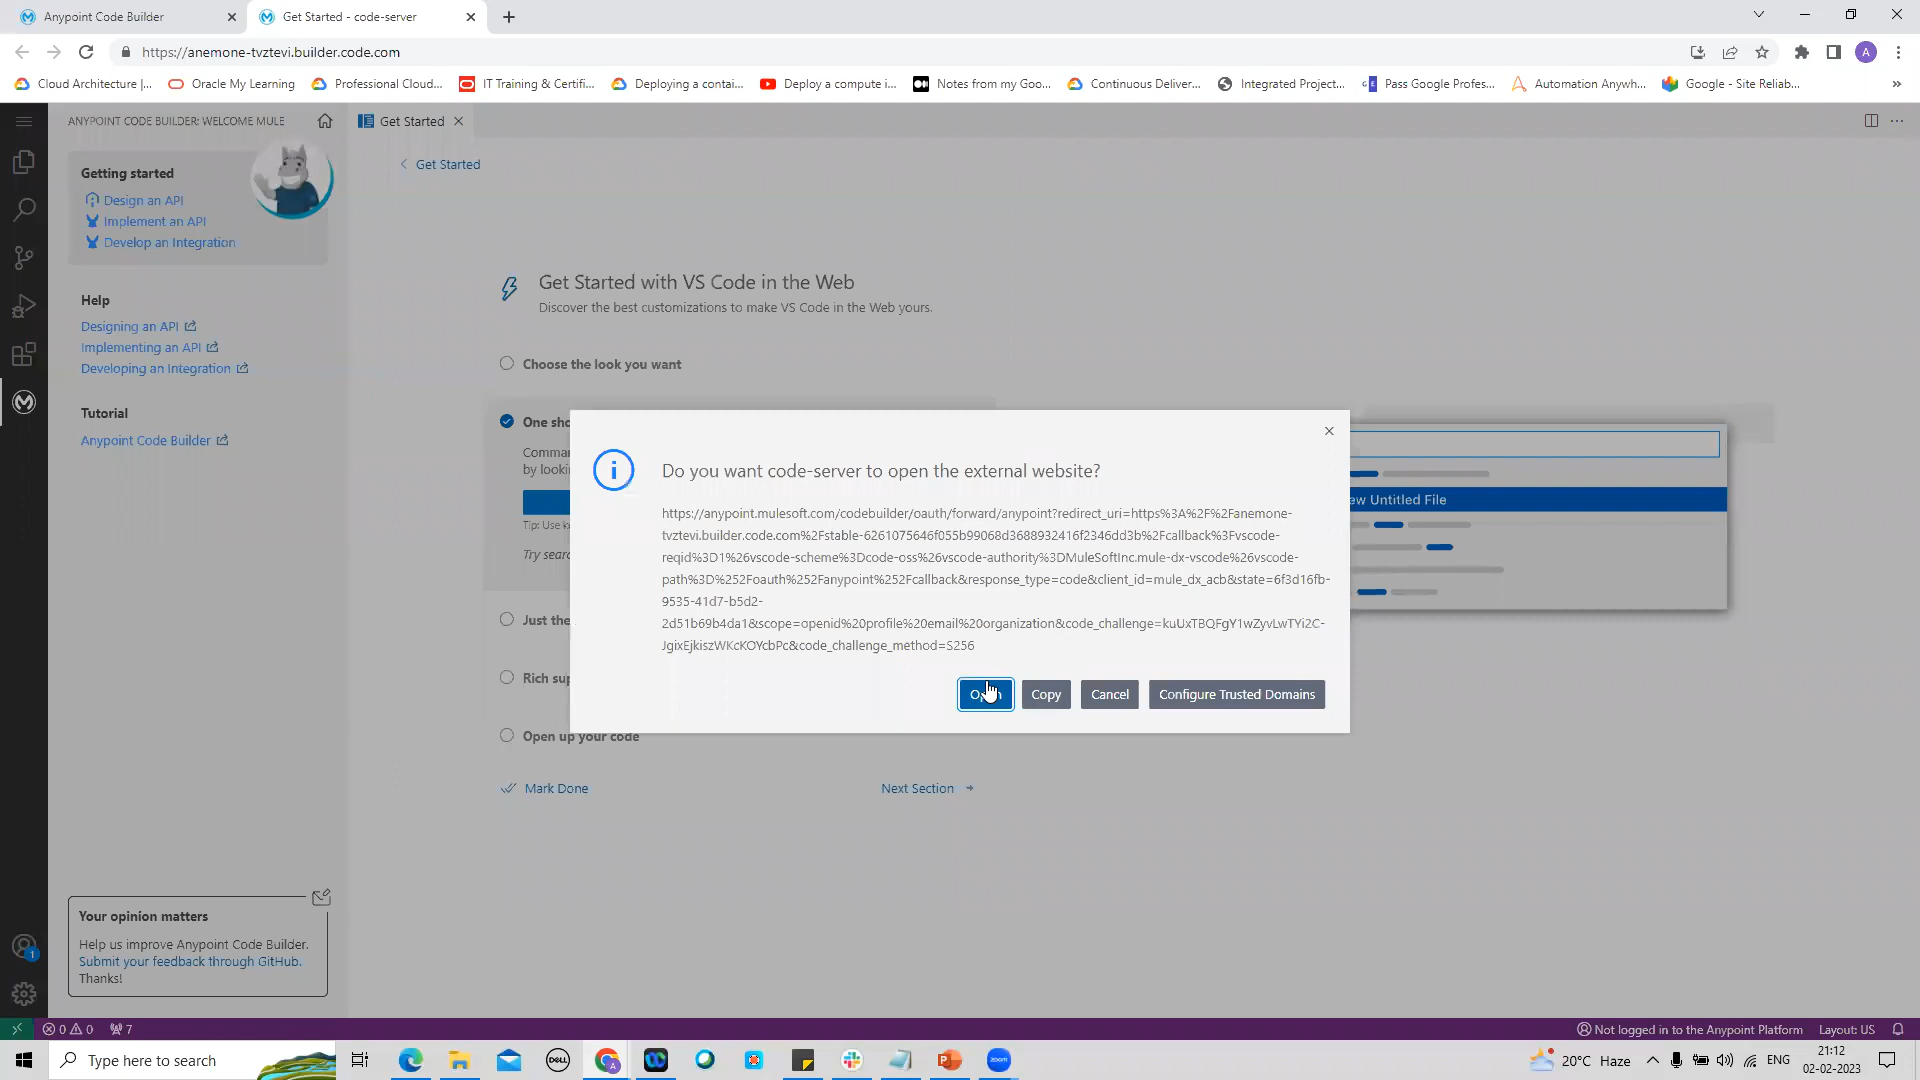 Anypoint Code Builder
Get Started - code-server
https://anemone-tvztevi.builder.code.com
Cloud Architecture |...
Oracle My Learning
Professional Cloud...
IT Training & Certifi...
Deploying a contai...
Deploy a compute i...
Notes from my Goo...
Continuous Deliver...
Integrated Project...
Pass Google Profes...
Automation Anywh...
Google - Site Reliab...
ANYPOINT CODE BUILDER: WELCOME MULE
Get Started
Get Started
Getting started
Design an API
Implement an API
Develop an Integration
Help
Designing an API
Implementing an API
Developing an Integration
Tutorial
Anypoint Code Builder
Get Started with VS Code in the Web
Discover the best customizations to make VS Code in the Web yours.
Choose the look you want
One sho
Comman
by lookin
Tip: Use ke
Try searc
Just the
Rich sup
Open up your code
Mark Done
Next Section
ew Untitled File
Do you want code-server to open the external website?
https://anypoint.mulesoft.com/codebuilder/oauth/forward/anypoint?redirect_uri=https%3A%2F%2Fanemone-
tvztevi.builder.code.com%2Fstable-6261075646f055b99068d3688932416f2346dd3b%2Fcallback%3Fvscode-
reqid%3D1%26vscode-scheme%3Dcode-oss%26vscode-authority%3DMuleSoftInc.mule-dx-vscode%26vscode-
path%3D%252Foauth%252Fanypoint%252Fcallback&response_type=code&client_id=mule_dx_acb&state=6f3d16fb-
9535-41d7-b5d2-
2d51b69b4da1&scope=openid%20profile%20email%20organization&code_challenge=kuUxTBQFgY1wZyvLwTYi2C-
JgixEjkiszWKcKOYcbPc&code_challenge_method=S256
Copy
Cancel
Configure Trusted Domains
Your opinion matters
Help us improve Anypoint Code Builder.
Submit your feedback through GitHub.
Thanks!
1
0
0
7
Not logged in to the Anypoint Platform
Layout: US
Type here to search
DELL
zoom
20°C Haze
ENG
21:12
02-02-2023
A